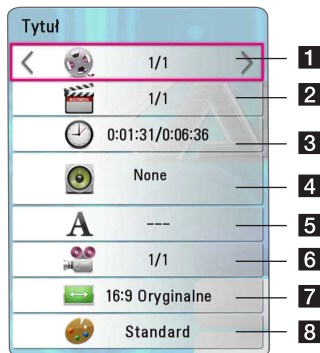 Tytuł
1/1
1
1/1
2
0:01:31/0:06:36
3
None
4
A
---
5
1/1
6
16:9 Oryginalne
7
Standard
8